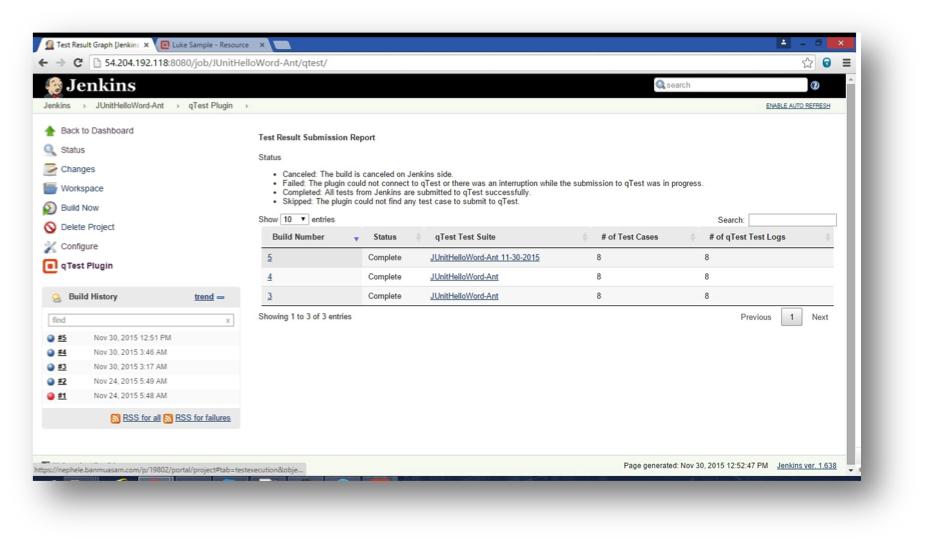 Test Result Graph [Jenkin: x
Luke Sample - Resource x
54.204.192.118:8080/job/JUnitHelloWord-Ant/qtest/
Jenkins
search
Jenkins JUnitHelloWord-Ant qTest Plugin
ENABLE AUTO REFRESH
Back to Dashboard
Status
Changes
Workspace
Build Now
Delete Project
Configure
qTest Plugin
Build History trend
find x
#5 Nov 30, 2015 12:51 PM
#4 Nov 30, 2015 3:46 AM
#3 Nov 30, 2015 3:17 AM
#2 Nov 24, 2015 5:49 AM
#1 Nov 24, 2015 5:48 AM
RSS for all RSS for failures
Test Result Submission Report
Status
Canceled: The build is canceled on Jenkins side.
Failed: The plugin could not connect to qTest or there was an interruption while the submission to qTest was in progress.
Completed: All tests from Jenkins are submitted to qTest successfully.
Skipped: The plugin could not find any test case to submit to qTest.
Show 10 entries
Search:
Build Number Status qTest Test Suite # of Test Cases # of qTest Test Logs
5 Complete JUnitHelloWord-Ant 11-30-2015 8 8
4 Complete JUnitHelloWord-Ant 8 8
3 Complete JUnitHelloWord-Ant 8 8
Showing 1 to 3 of 3 entries
Previous 1 Next
https://nephele.banmuasam.com/p/19802/portal/project#tab=testexecution&obje...
Page generated: Nov 30, 2015 12:52:47 PM Jenkins ver. 1.638